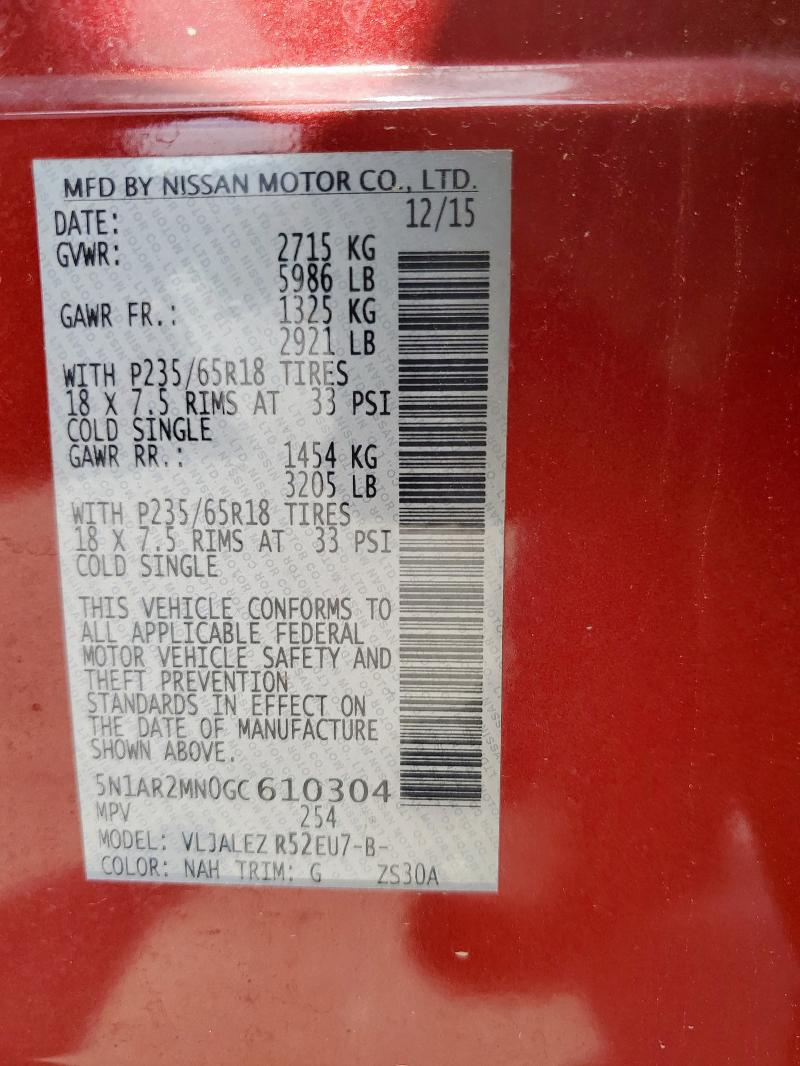 MFD BY NISSAN MOTOR CO., LTD.
DATE: 12/15
GVWR: 2715 KG
5986 LB
GAWR FR.: 1325 KG
2921 LB
WITH P235/65R18 TIRES
18 X 7.5 RIMS AT 33 PSI
COLD SINGLE
GAWR RR.: 1454 KG
3205 LB
WITH P235/65R18 TIRES
18 X 7.5 RIMS AT 33 PSI
COLD SINGLE
THIS VEHICLE CONFORMS TO
ALL APPLICABLE FEDERAL
MOTOR VEHICLE SAFETY AND
THEFT PREVENTION
STANDARDS IN EFFECT ON
THE DATE OF MANUFACTURE
SHOWN ABOVE.
5N1AR2MN0GC610304
MPV 254
MODEL: VLJALEZ R52EU7-B-
COLOR: NAH TRIM: G ZS30A